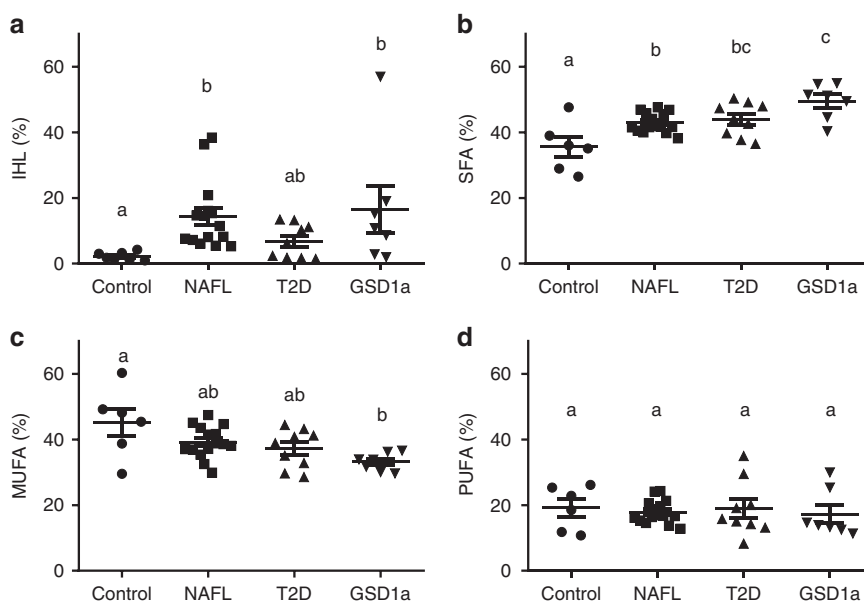 a
b
60
40
20
0
IHL (%)
a
b
ab
b
Control
NAFL
T2D
GSD1a
60
40
20
0
SFA (%)
a
b
bc
c
Control
NAFL
T2D
GSD1a
c
d
60
40
20
0
MUFA (%)
a
ab
ab
b
Control
NAFL
T2D
GSD1a
60
40
20
0
PUFA (%)
a
a
a
a
Control
NAFL
T2D
GSD1a